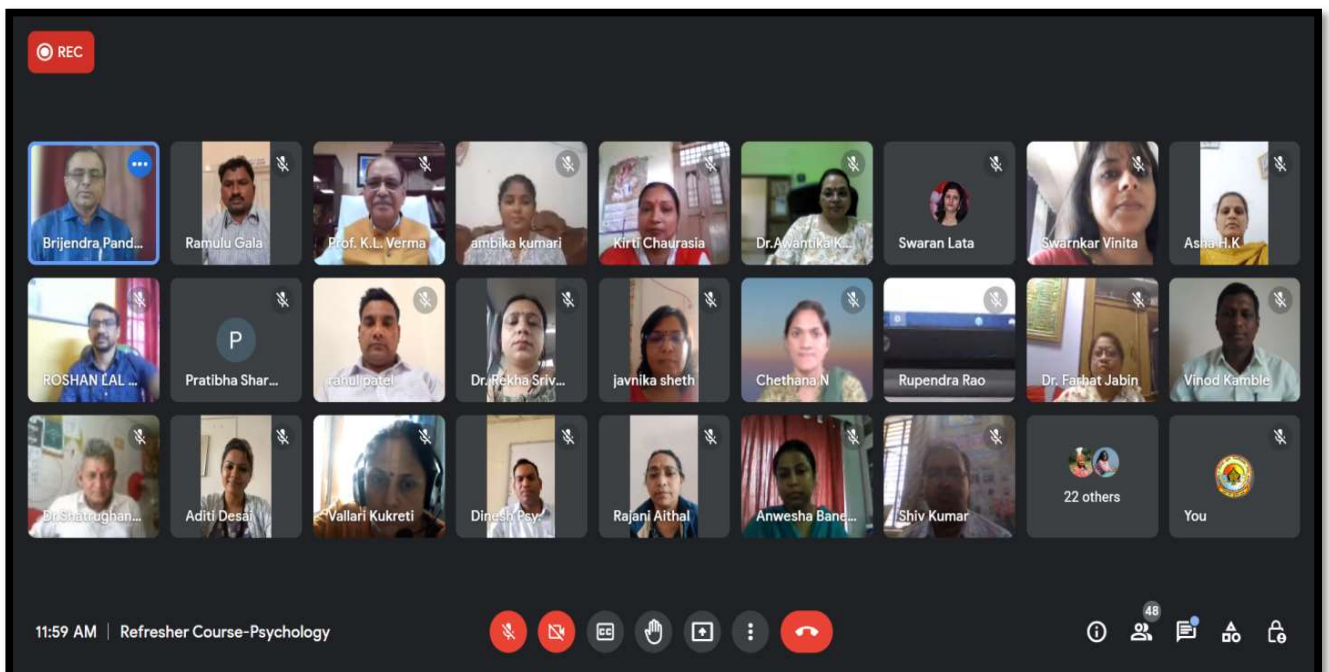 REC
Brijendra Pand...
Ramulu Gala
Prof. K.L. Verma
ambika kumari
Kirti Chaurasia
Dr.Awantika K...
Swaran Lata
Swarnkar Vinita
Asha H.K
ROSHAN LAL ...
P
Pratibha Shar...
rahul patel
Dr. Rekha Sriv...
javnika sheth
Chethana N
Rupendra Rao
Dr. Farhat Jabin
Vinod Kamble
Dr.Shatrughan...
Aditi Desai
Vallari Kukreti
Dinesh Psy.
Rajani Aithal
Anwesha Bane...
Shiv Kumar
22 others
You
11:59 AM | Refresher Course-Psychology
CC
48